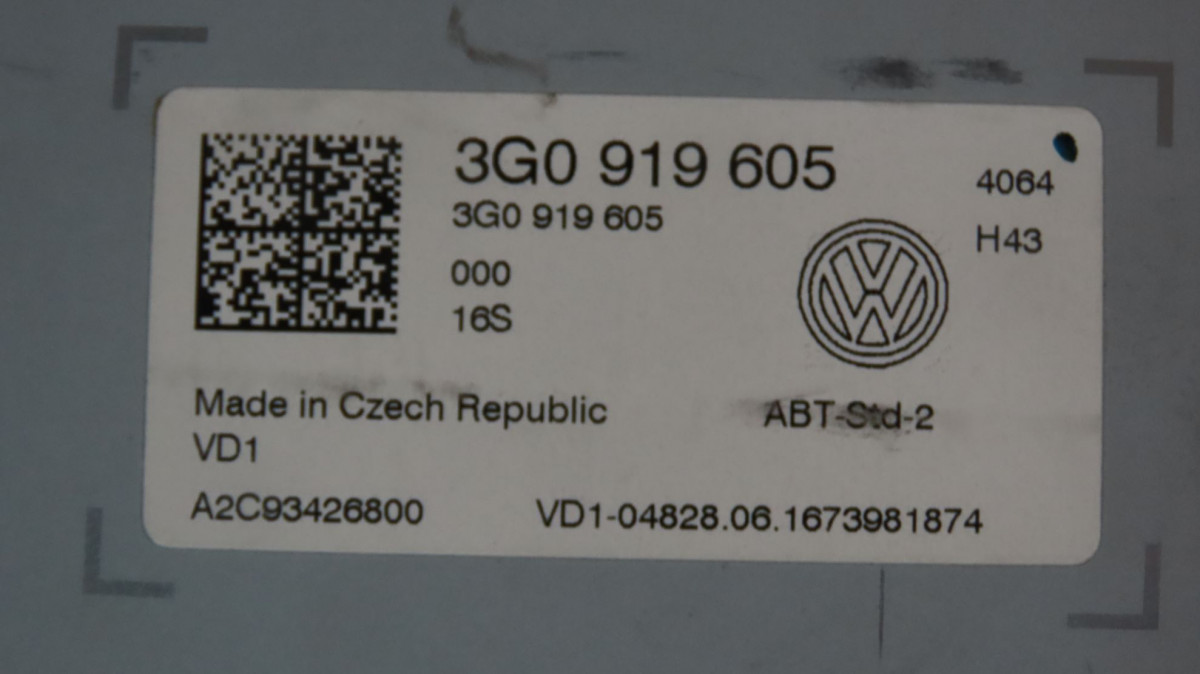 3G0 919 605
4064
3G0 919 605
H43
000
16S
Made in Czech Republic
ABT-Std-2
VD1
A2C93426800
VD1-04828.06.1673981874